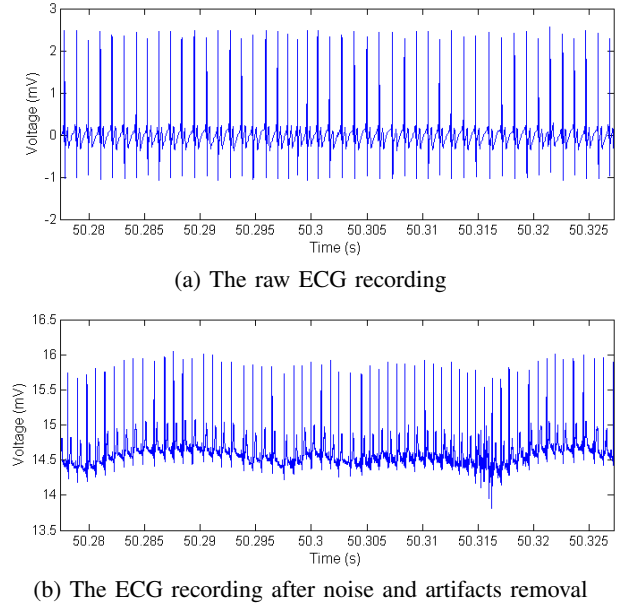 3
2
1
0
-1
-2
Voltage (mV)
50.28 50.285 50.29 50.295 50.3 50.305 50.31 50.315 50.32 50.325
Time (s)
(a) The raw ECG recording
16.5
16
15.5
15
14.5
14
13.5
Voltage (mV)
50.28 50.285 50.29 50.295 50.3 50.305 50.31 50.315 50.32 50.325
Time (s)
(b) The ECG recording after noise and artifacts removal